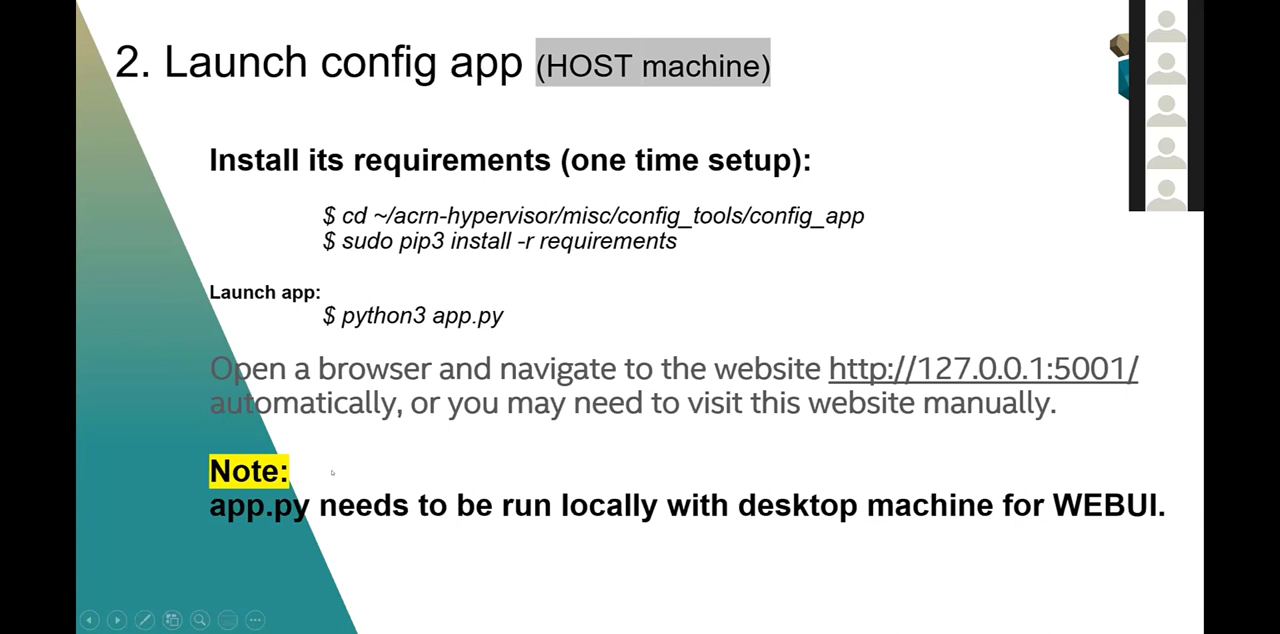 2. Launch config app (HOST machine)
Install its requirements (one time setup):
$ cd ~/acrn-hypervisor/misc/config_tools/config_app
$ sudo pip3 install -r requirements
Launch app:
$ python3 app.py
Open a browser and navigate to the website http://127.0.0.1:5001/
automatically, or you may need to visit this website manually.
Note:
app.py needs to be run locally with desktop machine for WEBUI.